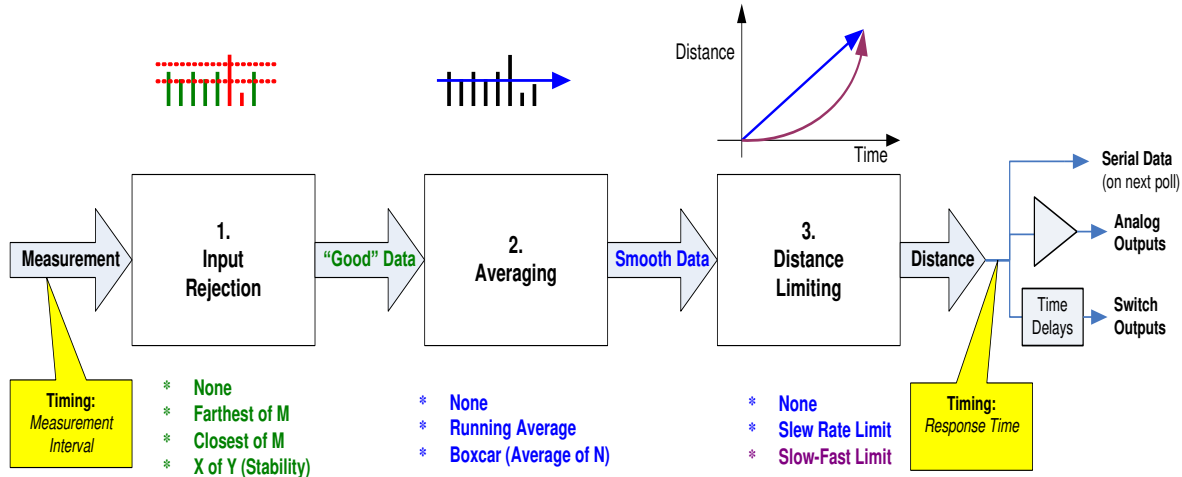 Distance
Time
Measurement
1.
Input
Rejection
“Good” Data
2.
Averaging
Smooth Data
3.
Distance
Limiting
Distance
Serial Data
(on next poll)
Analog
Outputs
Time
Delays
Switch
Outputs
Timing:
Measurement
Interval
* None
* Farthest of M
* Closest of M
* X of Y (Stability)
* None
* Running Average
* Boxcar (Average of N)
* None
* Slew Rate Limit
* Slow-Fast Limit
Timing:
Response Time